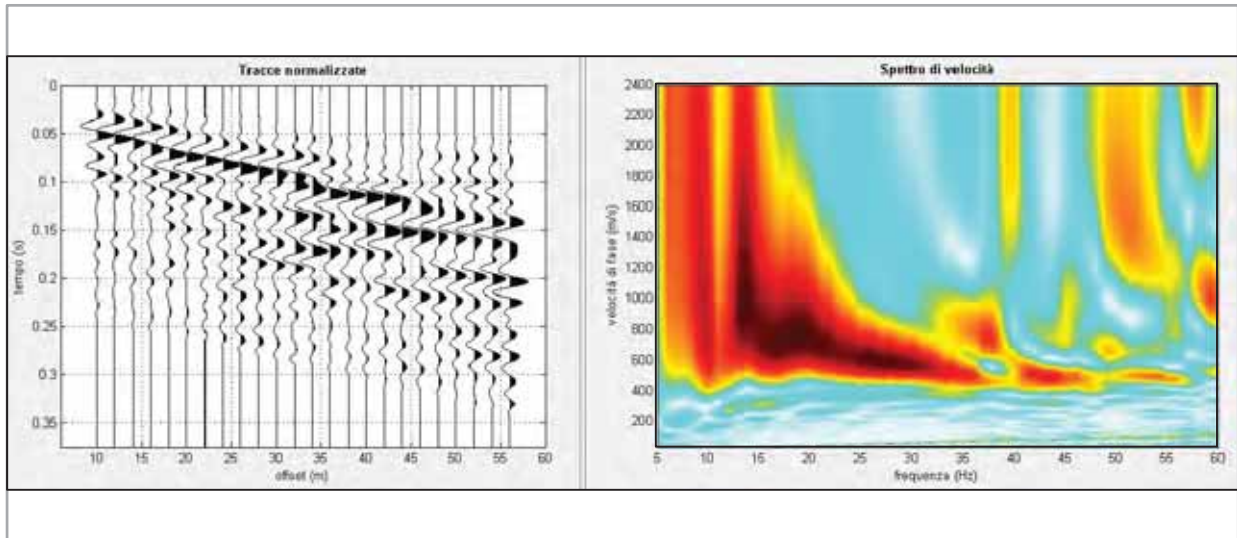 Tracce normalizzate
0
0.05
0.1
0.15
0.2
0.25
0.3
0.35
tempo (s)
10 15 20 25 30 35 40 45 50 55 60
offset (m)
Spettro di velocità
2400
2200
2000
1800
1600
1400
1200
1000
800
600
400
200
velocità di fase (m/s)
5 10 15 20 25 30 35 40 45 50 55 60
frequenza (Hz)